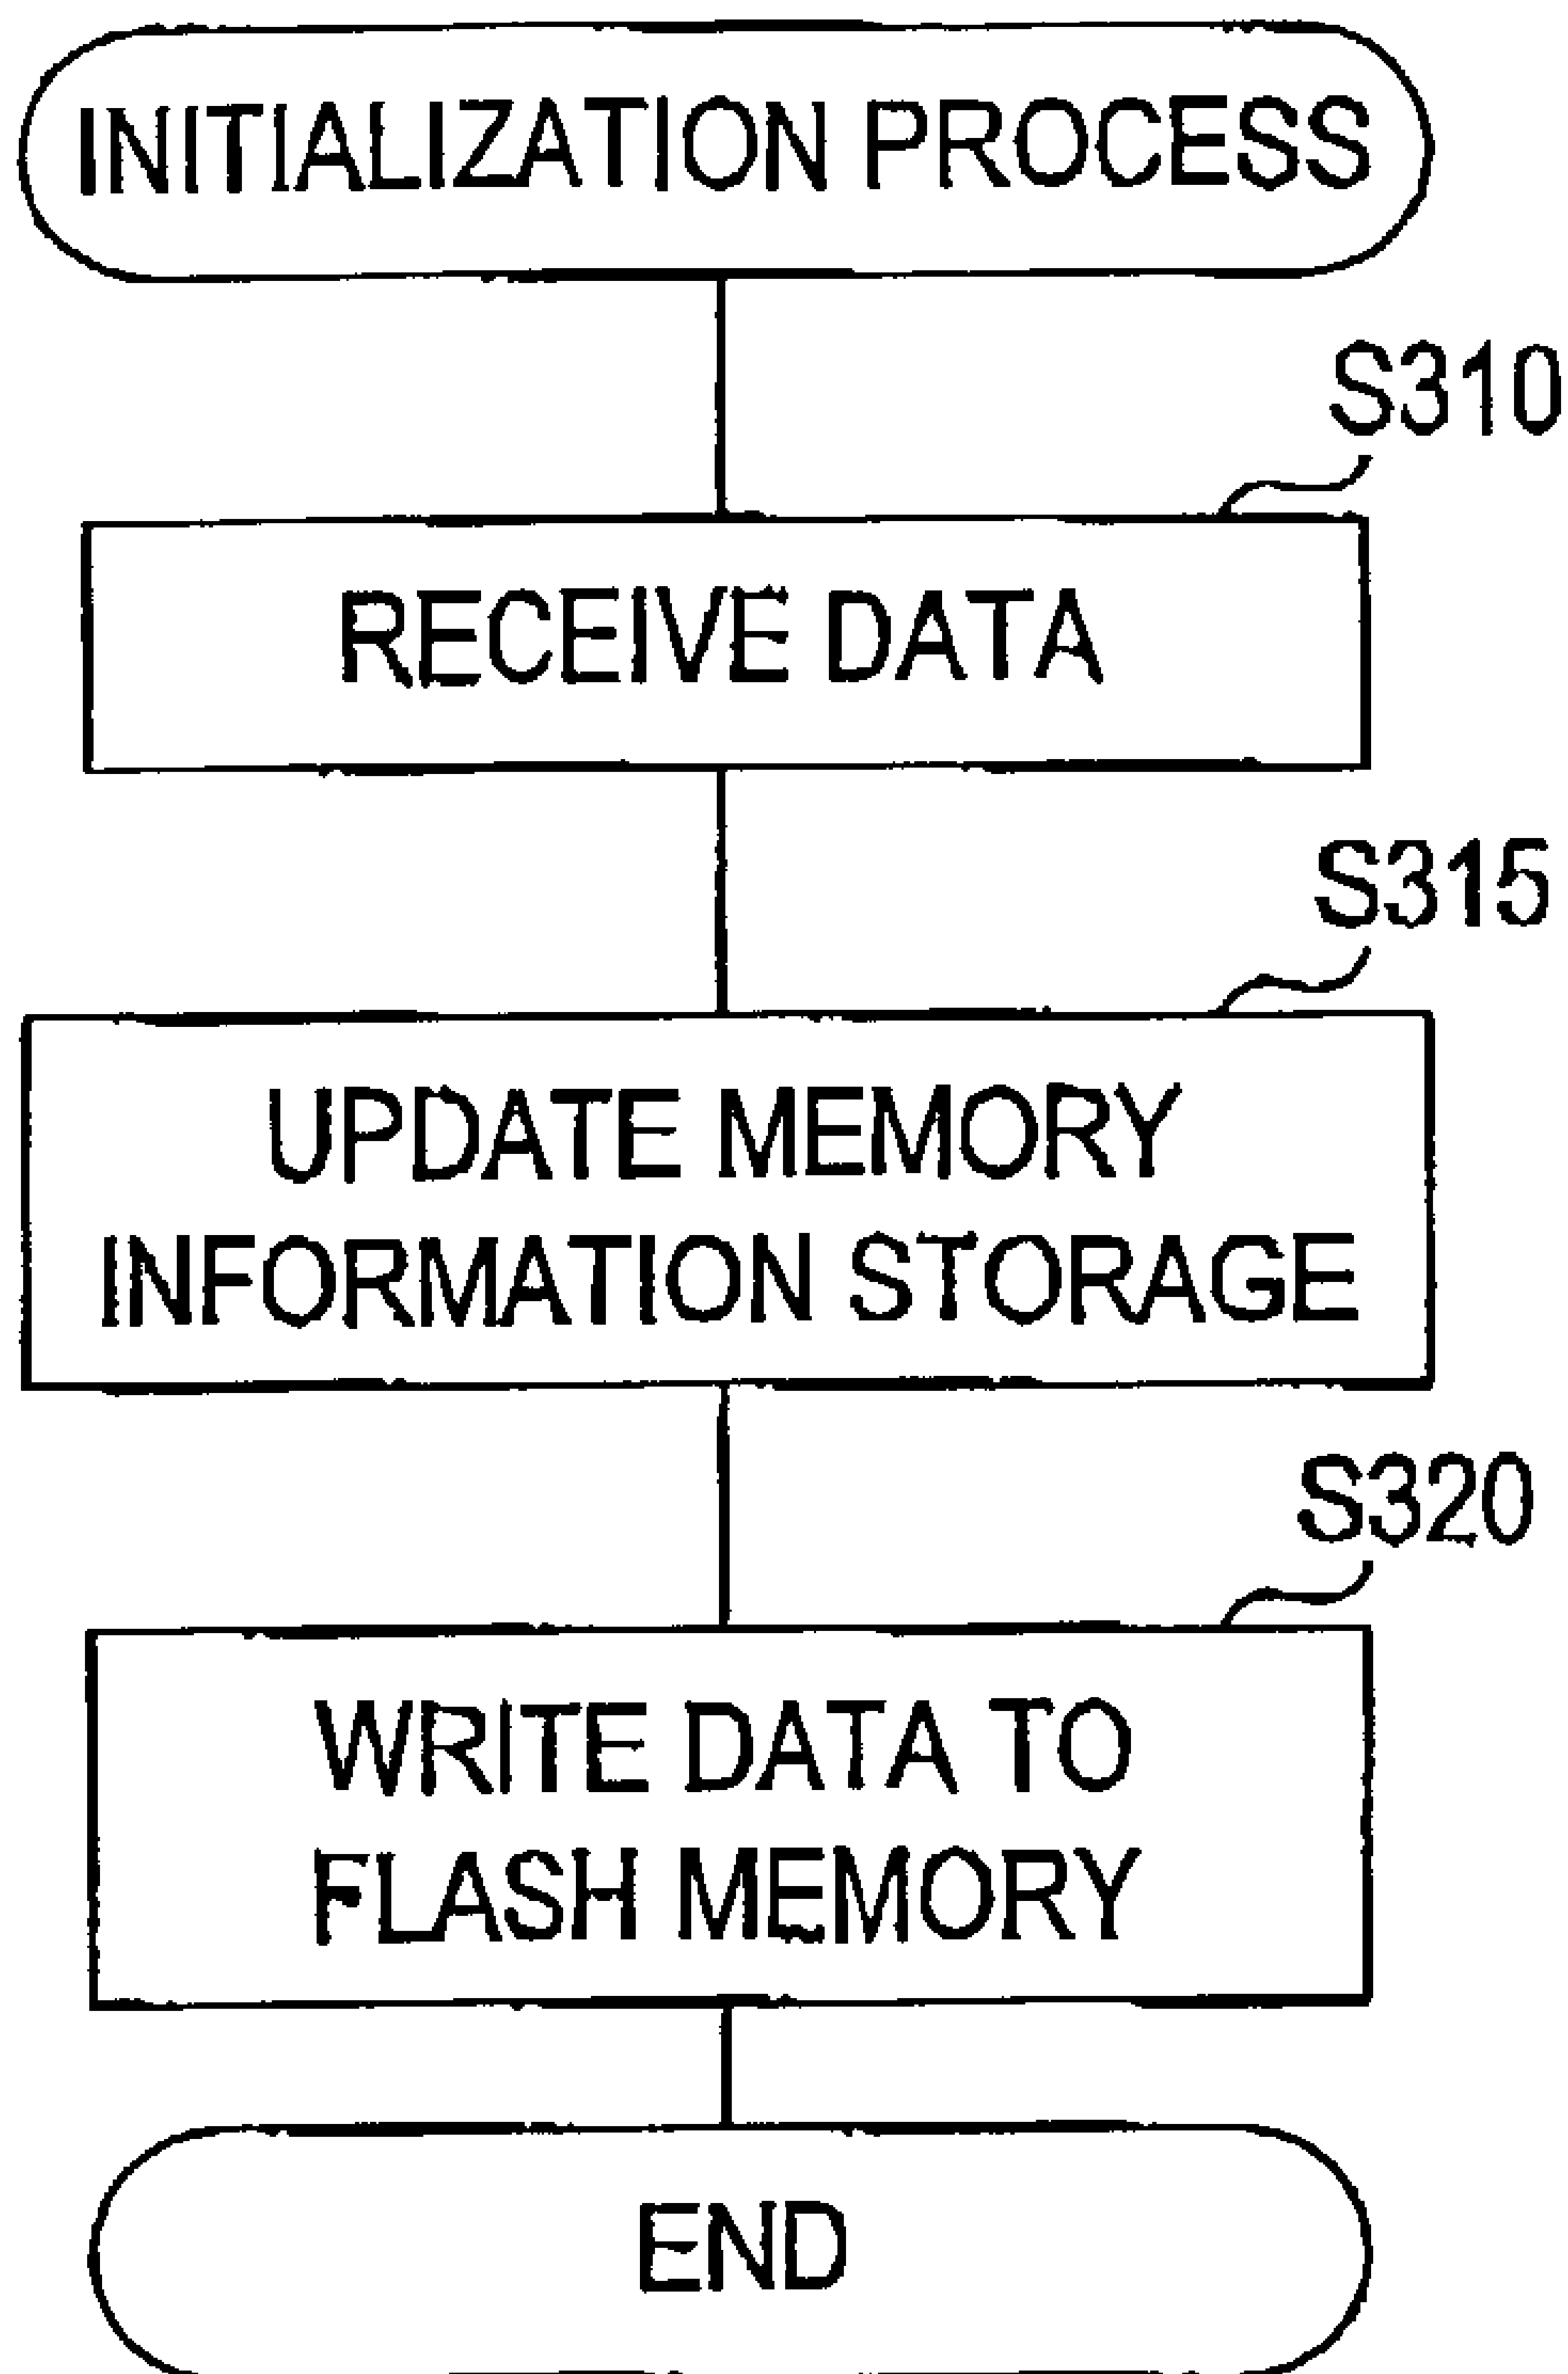 INITIALIZATION PROCESS
S310
RECEIVE DATA
S315
UPDATE MEMORY
INFORMATION STORAGE
S320
WRITE DATA TO
FLASH MEMORY
END